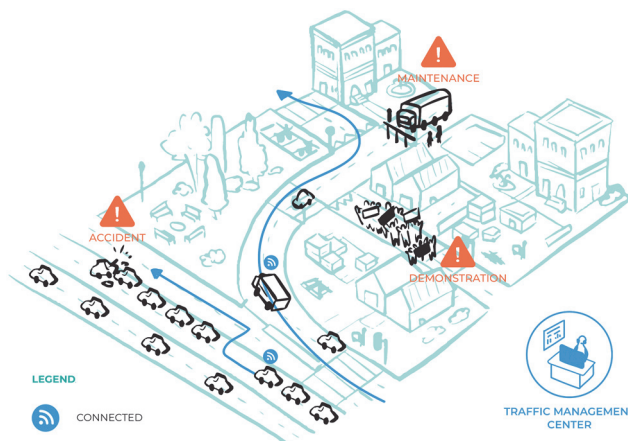 MAINTENANCE
ACCIDENT
DEMONSTRATION
LEGEND
CONNECTED
TRAFFIC MANAGEMEN
CENTER